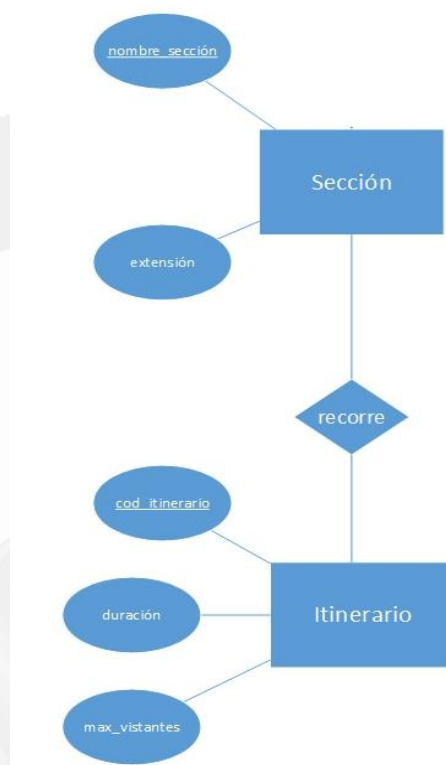 nombre_sección
Sección
extensión
recorre
cod_itinerario
duración
Itinerario
max_vistantes